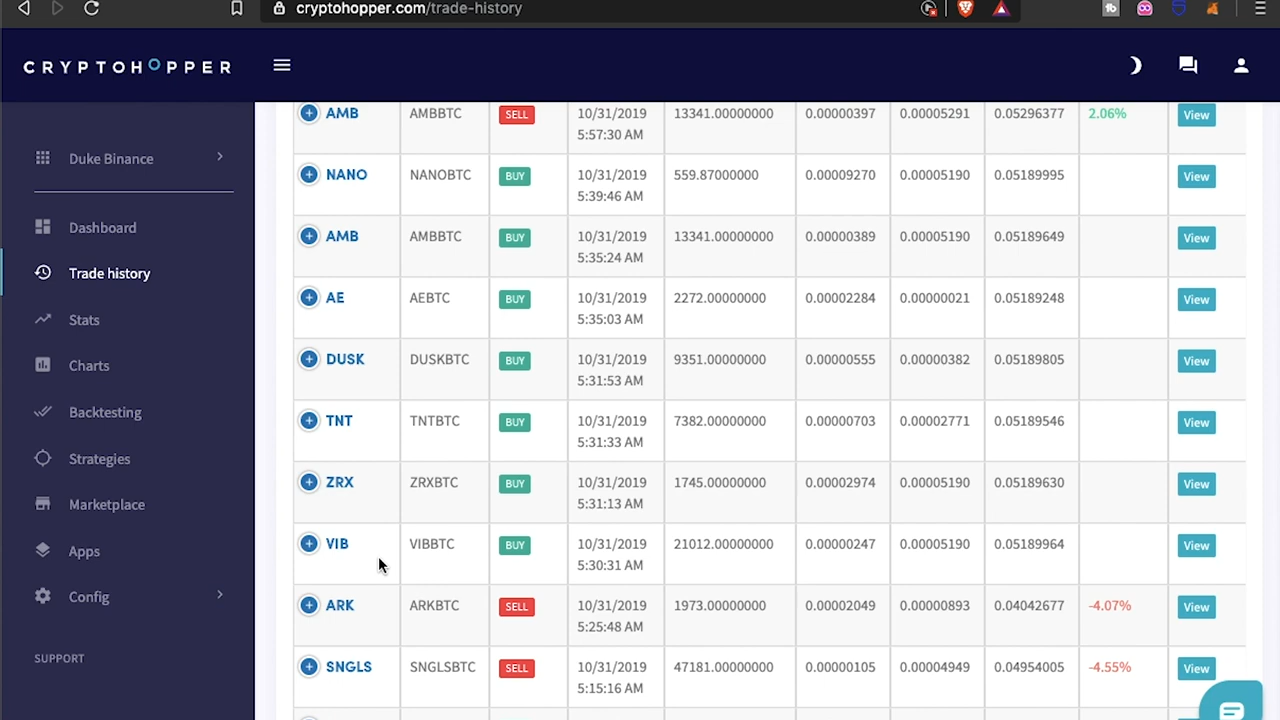 cryptohopper.com/trade-history
CRYPTOHOPPER
Duke Binance
Dashboard
Trade history
Stats
Charts
Backtesting
Strategies
Marketplace
Apps
Config
SUPPORT
AMB AMBBTC SELL 10/31/2019 13341.00000000 0.00000397 0.00005291 0.05296377 2.06% View
5:57:30 AM
NANO NANOBTC BUY 10/31/2019 559.87000000 0.00009270 0.00005190 0.05189995 View
5:39:46 AM
AMB AMBBTC BUY 10/31/2019 13341.00000000 0.00000389 0.00005190 0.05189649 View
5:35:24 AM
AE AEBTC BUY 10/31/2019 2272.00000000 0.00002284 0.00000021 0.05189248 View
5:35:03 AM
DUSK DUSKBTC BUY 10/31/2019 9351.00000000 0.00000555 0.00000382 0.05189805 View
5:31:53 AM
TNT TNTBTC BUY 10/31/2019 7382.00000000 0.00000703 0.00002771 0.05189546 View
5:31:33 AM
ZRX ZRXBTC BUY 10/31/2019 1745.00000000 0.00002974 0.00005190 0.05189630 View
5:31:13 AM
VIB VIBBTC BUY 10/31/2019 21012.00000000 0.00000247 0.00005190 0.05189964 View
5:30:31 AM
ARK ARKBTC SELL 10/31/2019 1973.00000000 0.00002049 0.00000893 0.04042677 -4.07% View
5:25:48 AM
SNGLS SNGLSBTC SELL 10/31/2019 47181.00000000 0.00000105 0.00004949 0.04954005 -4.55% View
5:15:16 AM